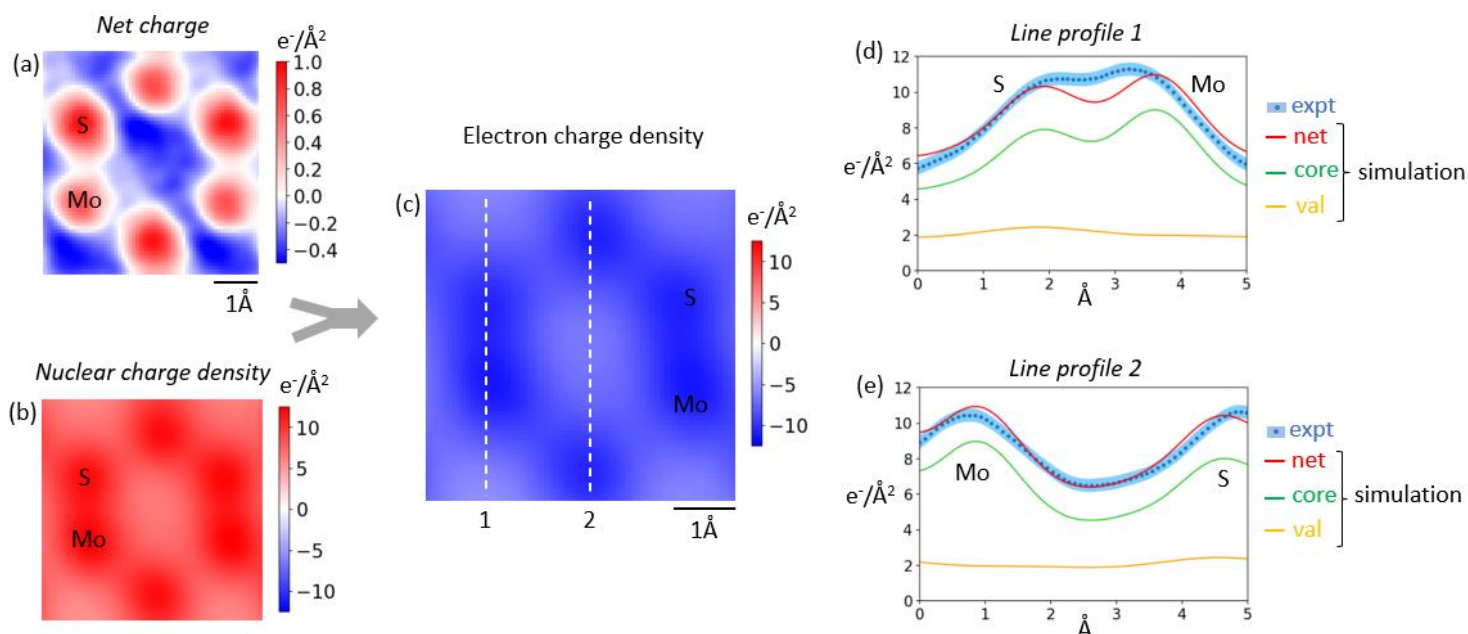 Net charge
(a)
e⁻/Å²
1.0
0.8
0.6
0.4
0.2
0.0
−0.2
−0.4
S
Mo
1Å
Nuclear charge density
(b)
e⁻/Å²
10
5
0
−5
−10
S
Mo
Electron charge density
(c)
e⁻/Å²
10
5
0
−5
−10
S
Mo
1
2
1Å
Line profile 1
(d)
12
10
8
6
4
2
0
e⁻/Å²
S
Mo
0 1 2 3 4 5
Å
expt
net
core
val
simulation
Line profile 2
(e)
12
10
8
6
4
2
0
e⁻/Å²
Mo
S
0 1 2 3 4 5
Å
expt
net
core
val
simulation